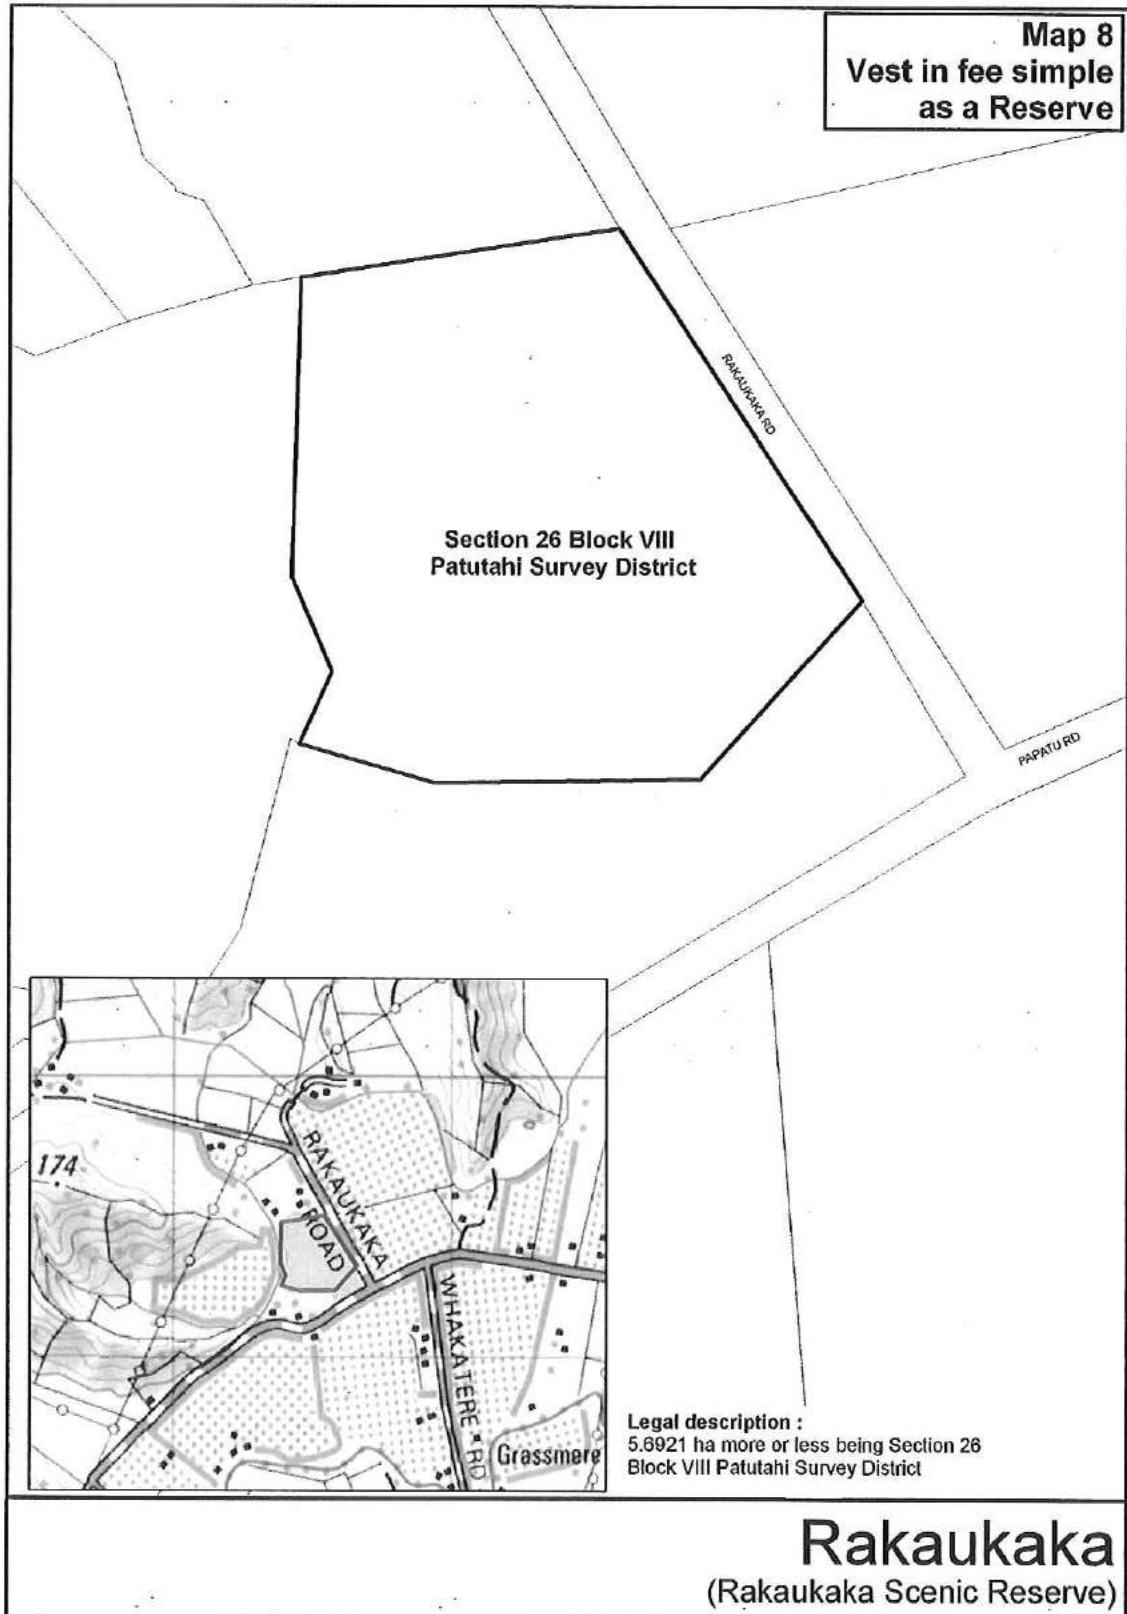 Map 8
Vest in fee simple
as a Reserve
RAKAUKAKA RD
Section 26 Block VIII
Patutahi Survey District
PAPATU RD
174
RAKAUKAKA
ROAD
WHAKATERE RD
Grassmere
Legal description :
5.6921 ha more or less being Section 26
Block VIII Patutahi Survey District
Rakaukaka
(Rakaukaka Scenic Reserve)